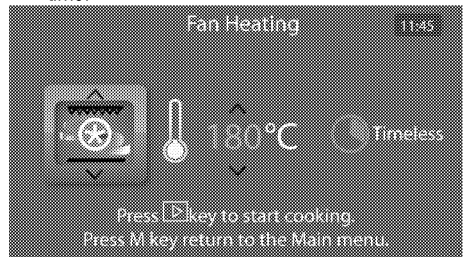 Fan Heating
11:45
180°C
Timeless
Press key to start cooking.
Press M key return to the Main menu.